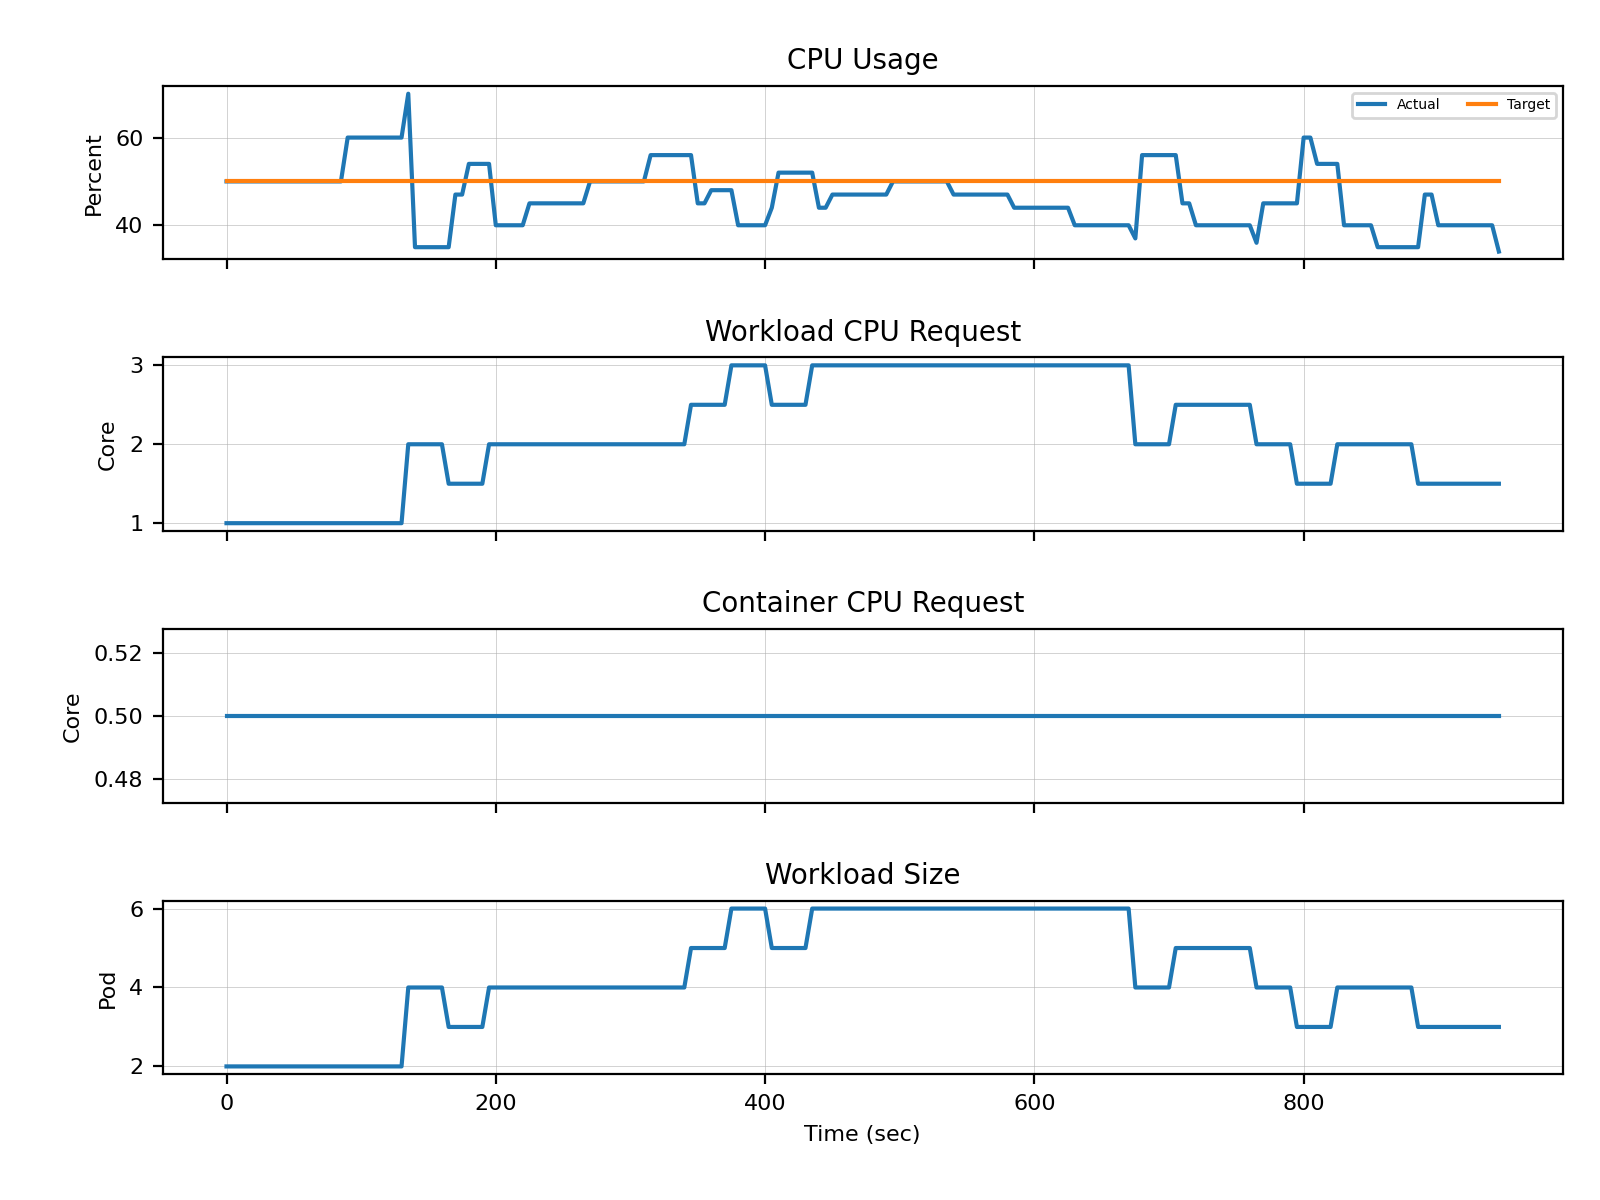 CPU Usage
Percent
60
40
Actual Target
Workload CPU Request
Core
3
2
1
Container CPU Request
Core
0.52
0.50
0.48
Workload Size
Pod
6
4
2
0 200 400 600 800
Time (sec)